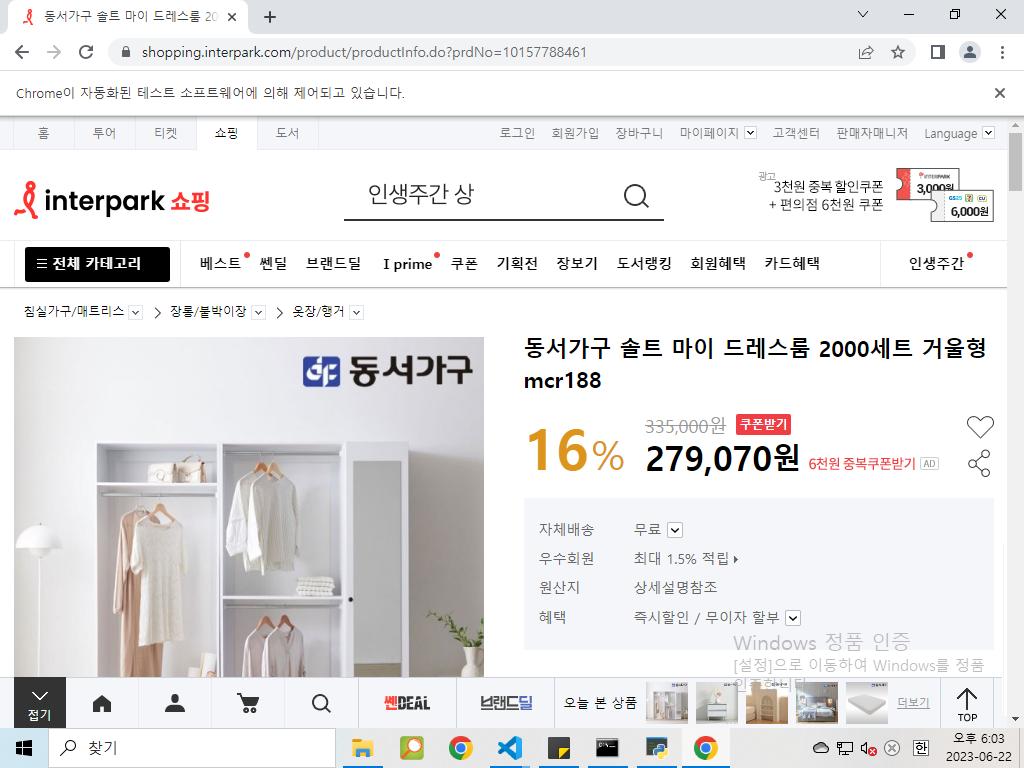 동서가구 솔트 마이 드레스룸 20
shopping.interpark.com/product/productInfo.do?prdNo=10157788461
Chrome이 자동화된 테스트 소프트웨어에 의해 제어되고 있습니다.
홈 투어 티켓 쇼핑 도서 로그인 회원가입 장바구니 마이페이지 고객센터 판매자매니저 Language
interpark 쇼핑
인생주간 상
광고
3천원 중복 할인쿠폰
+ 편의점 6천원 쿠폰
INTERPARK
3,000원
GS25 CU
6,000원
전체 카테고리 베스트 쎈딜 브랜드딜 I prime 쿠폰 기획전 장보기 도서랭킹 회원혜택 카드혜택 인생주간
침실가구/매트리스 장롱/붙박이장 옷장/행거
동서가구
동서가구 솔트 마이 드레스룸 2000세트 거울형
mcr188
16%
335,000원 쿠폰받기
279,070원 6천원 중복쿠폰받기 AD
자체배송 무료
우수회원 최대 1.5% 적립
원산지 상세설명참조
혜택 즉시할인 / 무이자 할부
Windows 정품 인증
[설정]으로 이동하여 Windows를 정품
인증합니다.
접기
쎈DEAL
브랜드딜
오늘 본 상품
더보기
TOP
찾기
한
오후 6:03
2023-06-22